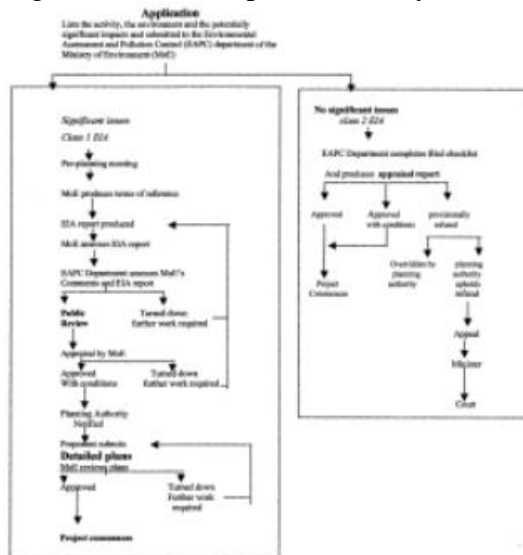 Application
Lists the activity, the environment and the potentially
significant impacts and submitted to the Environmental
Assessment and Pollution Control (EAPC) department of the
Ministry of Environment (MoE)
Significant issues
Class 1 EIA
Pre-planning meeting
MoE produces terms of reference
EIA report produced
MoE assesses EIA report
EAPC Department assesses MoE's
Comments and EIA report
Public
Review
Turned down
further work required
Appraisal by MoE
Approved
With conditions
Turned down
further work required
Planning Authority
Notified
Proponent submits
Detailed plans
MoE reviews plans
Approved
Turned down
Further work
required
Project commences
No significant issues
class 2 EIA
EAPC Department completes filed checklist
And produces appraisal report
Approval
Approved
with conditions
provisionally
refused
Project
Commences
Overridden by
planning
authority
planning
authority
upholds
refusal
Appeal
Minister
Court